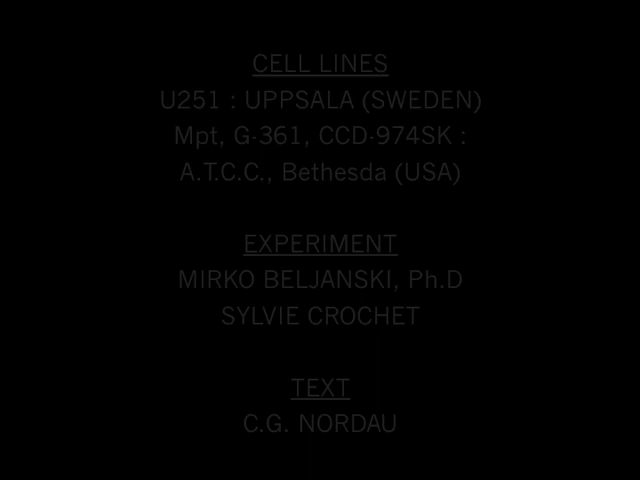 CELL LINES
U251 : UPPSALA (SWEDEN)
Mpt, G-361, CCD-974SK :
A.T.C.C., Bethesda (USA)
EXPERIMENT
MIRKO BELJANSKI, Ph.D
SYLVIE CROCHET
TEXT
C.G. NORDAU